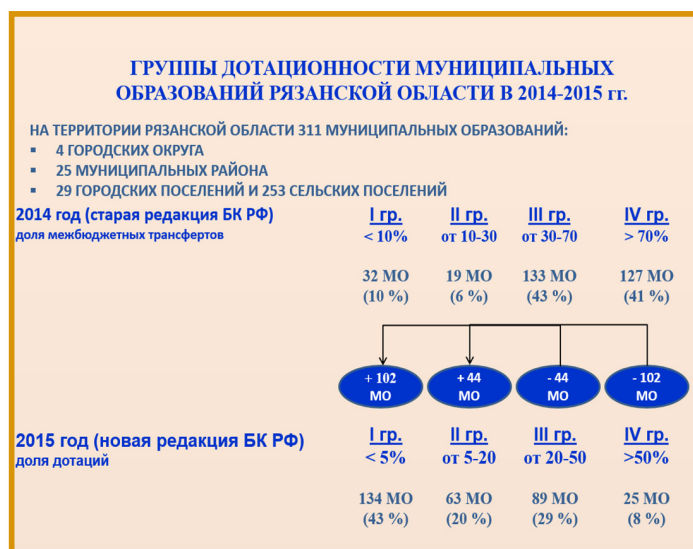 ГРУППЫ ДОТАЦИОННОСТИ МУНИЦИПАЛЬНЫХ
ОБРАЗОВАНИЙ РЯЗАНСКОЙ ОБЛАСТИ В 2014-2015 гг.
НА ТЕРРИТОРИИ РЯЗАНСКОЙ ОБЛАСТИ 311 МУНИЦИПАЛЬНЫХ ОБРАЗОВАНИЙ:
▪ 4 ГОРОДСКИХ ОКРУГА
▪ 25 МУНИЦИПАЛЬНЫХ РАЙОНА
▪ 29 ГОРОДСКИХ ПОСЕЛЕНИЙ И 253 СЕЛЬСКИХ ПОСЕЛЕНИЙ
2014 год (старая редакция БК РФ) I гр. II гр. III гр. IV гр.
доля межбюджетных трансфертов < 10% от 10-30 от 30-70 > 70%
32 МО 19 МО 133 МО 127 МО
(10 %) (6 %) (43 %) (41 %)
+ 102 + 44 - 44 - 102
МО МО МО МО
2015 год (новая редакция БК РФ) I гр. II гр. III гр. IV гр.
доля дотаций < 5% от 5-20 от 20-50 >50%
134 МО 63 МО 89 МО 25 МО
(43 %) (20 %) (29 %) (8 %)